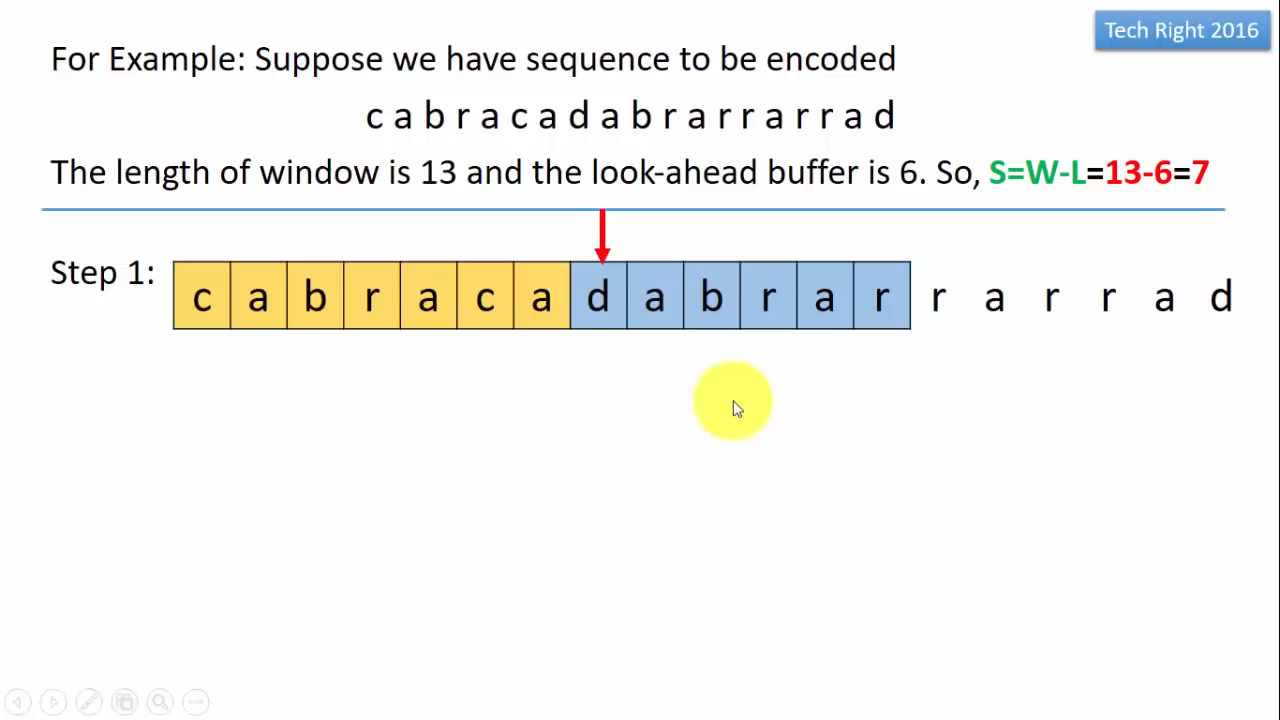 Tech Right 2016
For Example: Suppose we have sequence to be encoded
c a b r a c a d a b r a r r a r r a d
The length of window is 13 and the look-ahead buffer is 6. So, S=W-L=13-6=7
Step 1: c a b r a c a d a b r a r r a r r a d